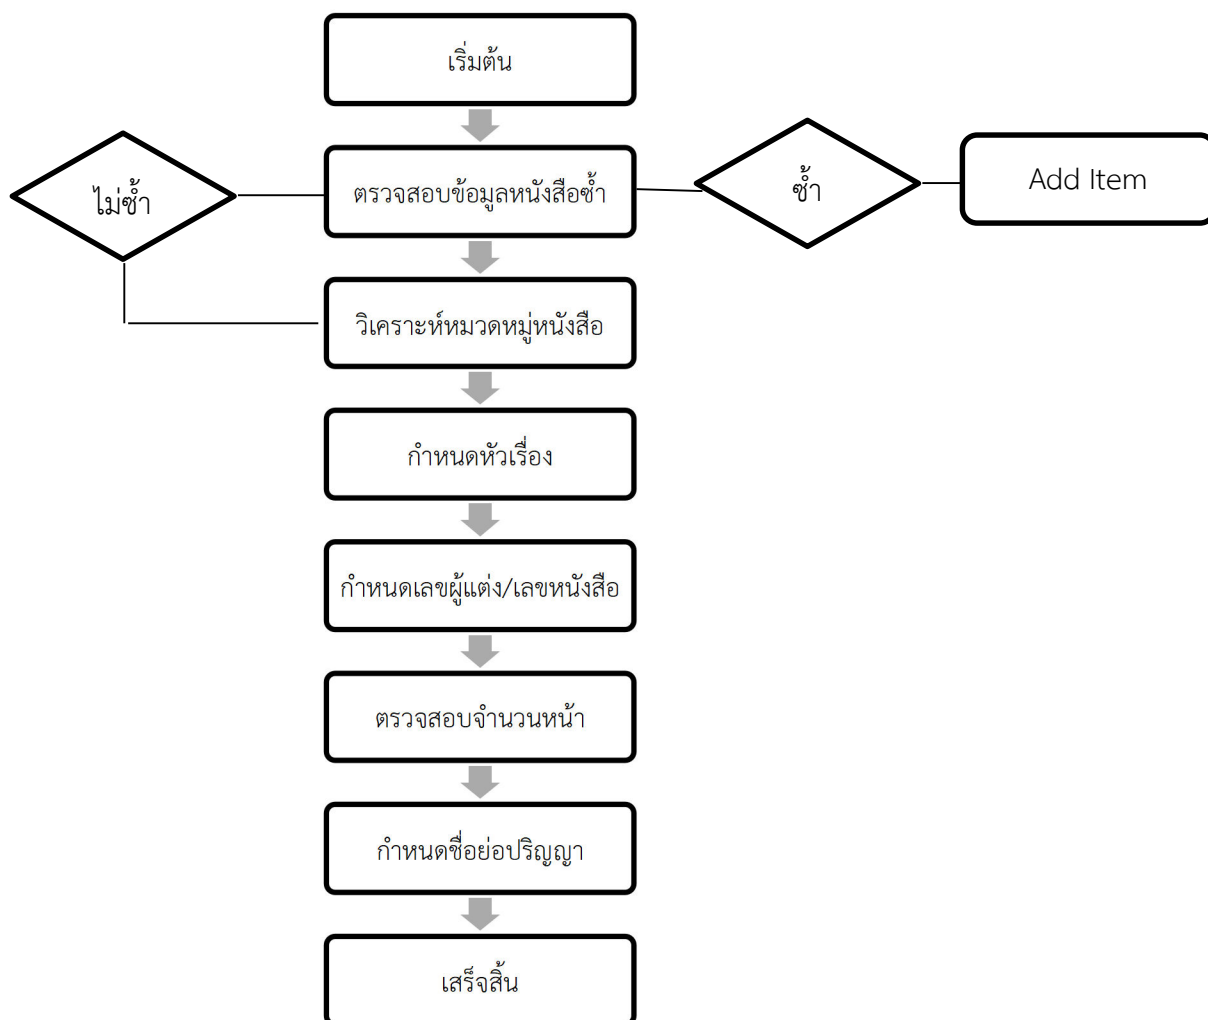 เริ่มต้น
ไม่ซ้ำ
ตรวจสอบข้อมูลหนังสือซ้ำ
ซ้ำ
Add Item
วิเคราะห์หมวดหมู่หนังสือ
กำหนดหัวเรื่อง
กำหนดเลขผู้แต่ง/เลขหนังสือ
ตรวจสอบจำนวนหน้า
กำหนดชื่อย่อปริญญา
เสร็จสิ้น